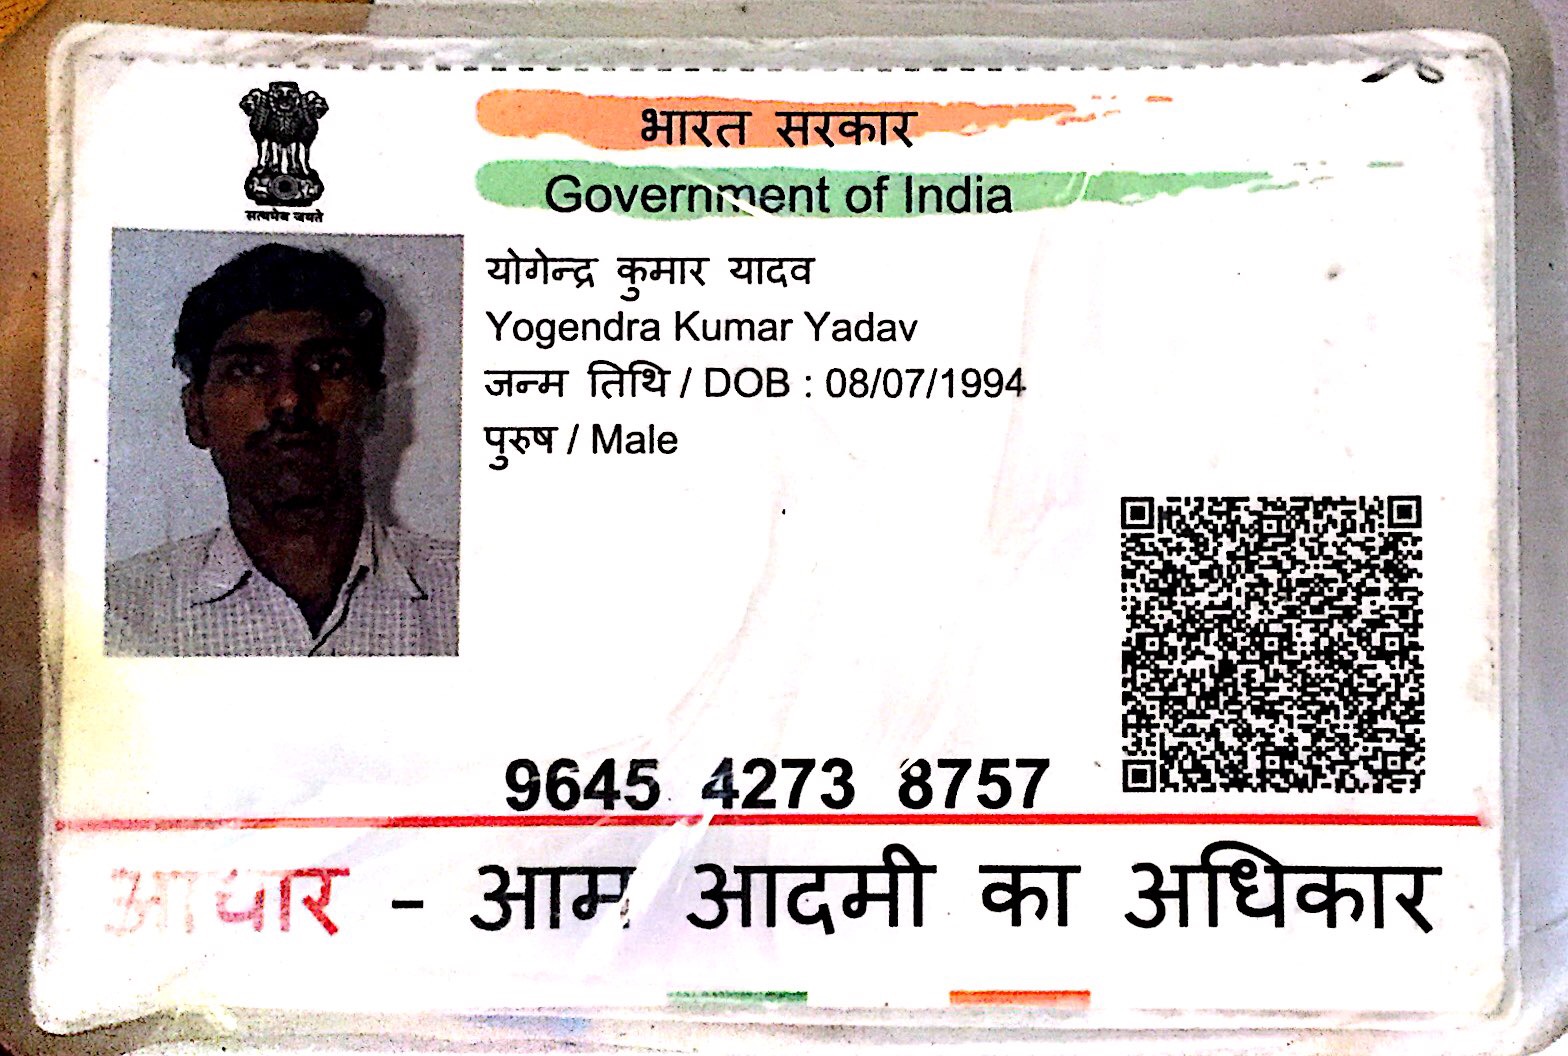 सत्यमेव जयते
भारत सरकार
Government of India
योगेन्द्र कुमार यादव
Yogendra Kumar Yadav
जन्म तिथि / DOB : 08/07/1994
पुरुष / Male
9645 4273 8757
आधार - आम आदमी का अधिकार